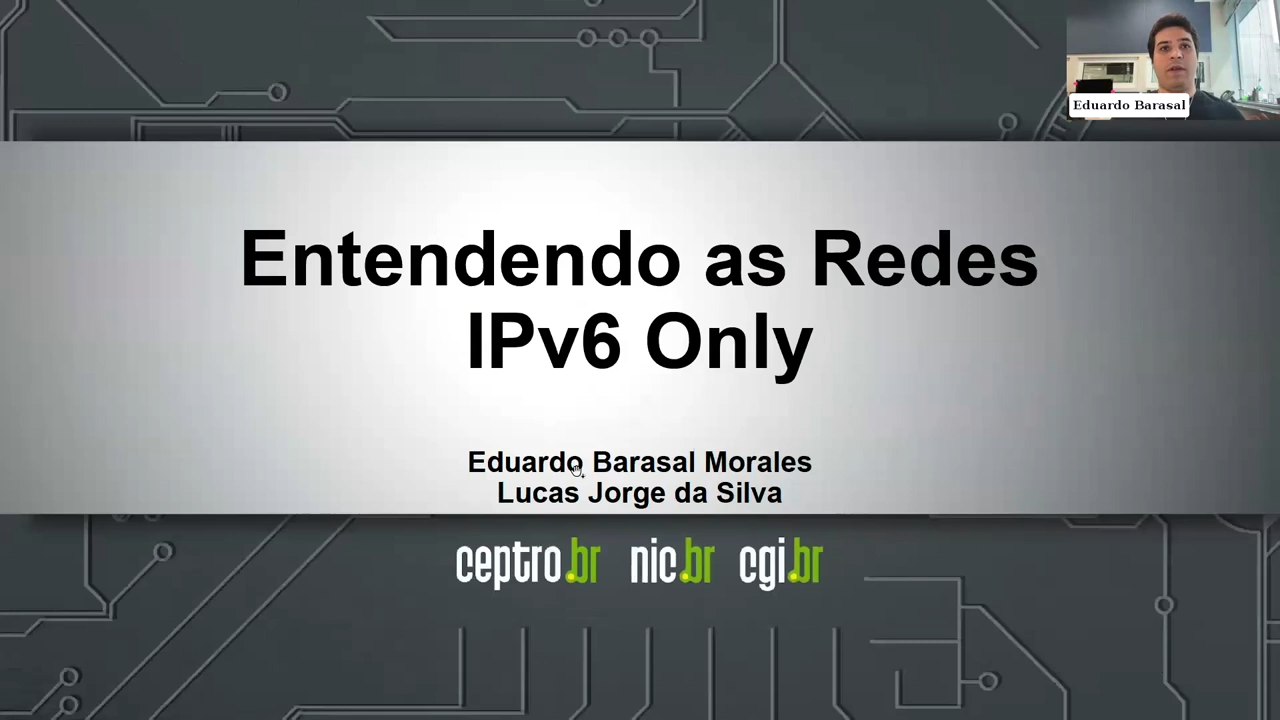 Eduardo Barasal
Entendendo as Redes
IPv6 Only
Eduardo Barasal Morales
Lucas Jorge da Silva
ceptro.br nic.br cgi.br